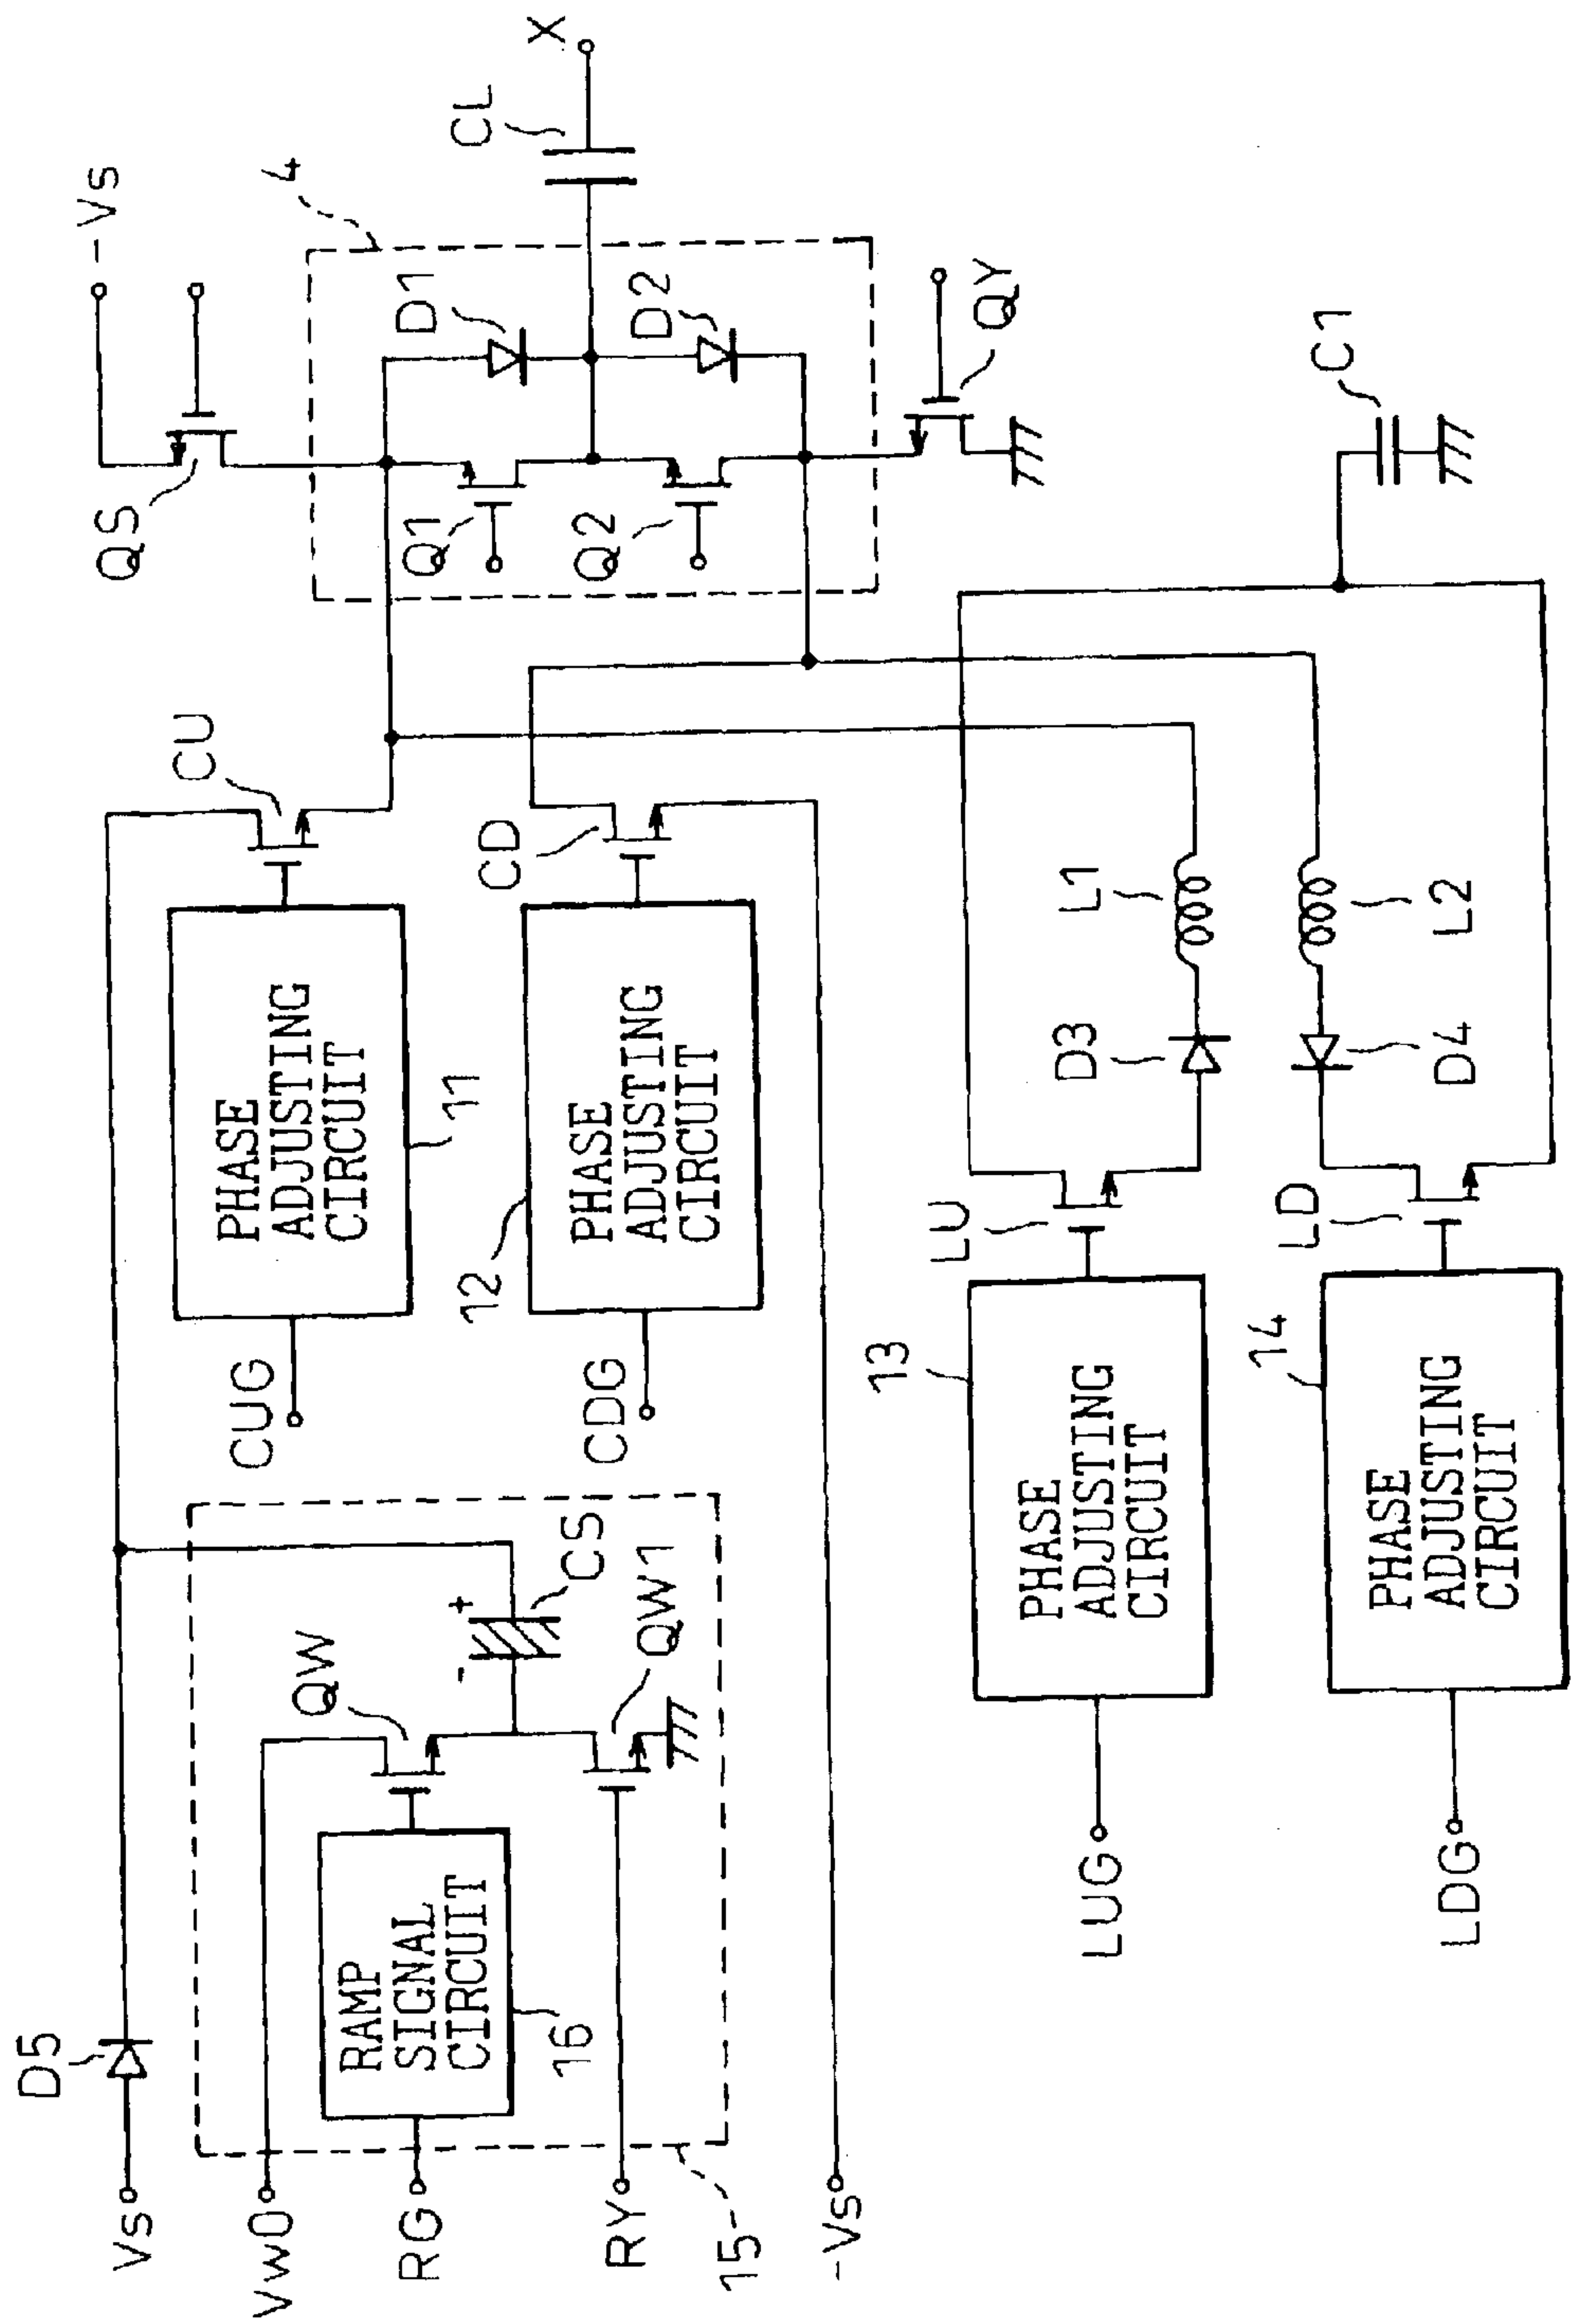 Vs
D5
Vw0
RG
RAMP
SIGNAL
CIRCUIT
16
QW
-
+
CS
QW1
RY
15
-Vs
CUG
PHASE
ADJUSTING
CIRCUIT
11
CU
CDG
12
PHASE
ADJUSTING
CIRCUIT
CD
QS
-Vs
4
Q1
D1
Q2
D2
CL
X
QY
LUG
13
PHASE
ADJUSTING
CIRCUIT
LU
D3
L1
LDG
14
PHASE
ADJUSTING
CIRCUIT
LD
D4
L2
C1